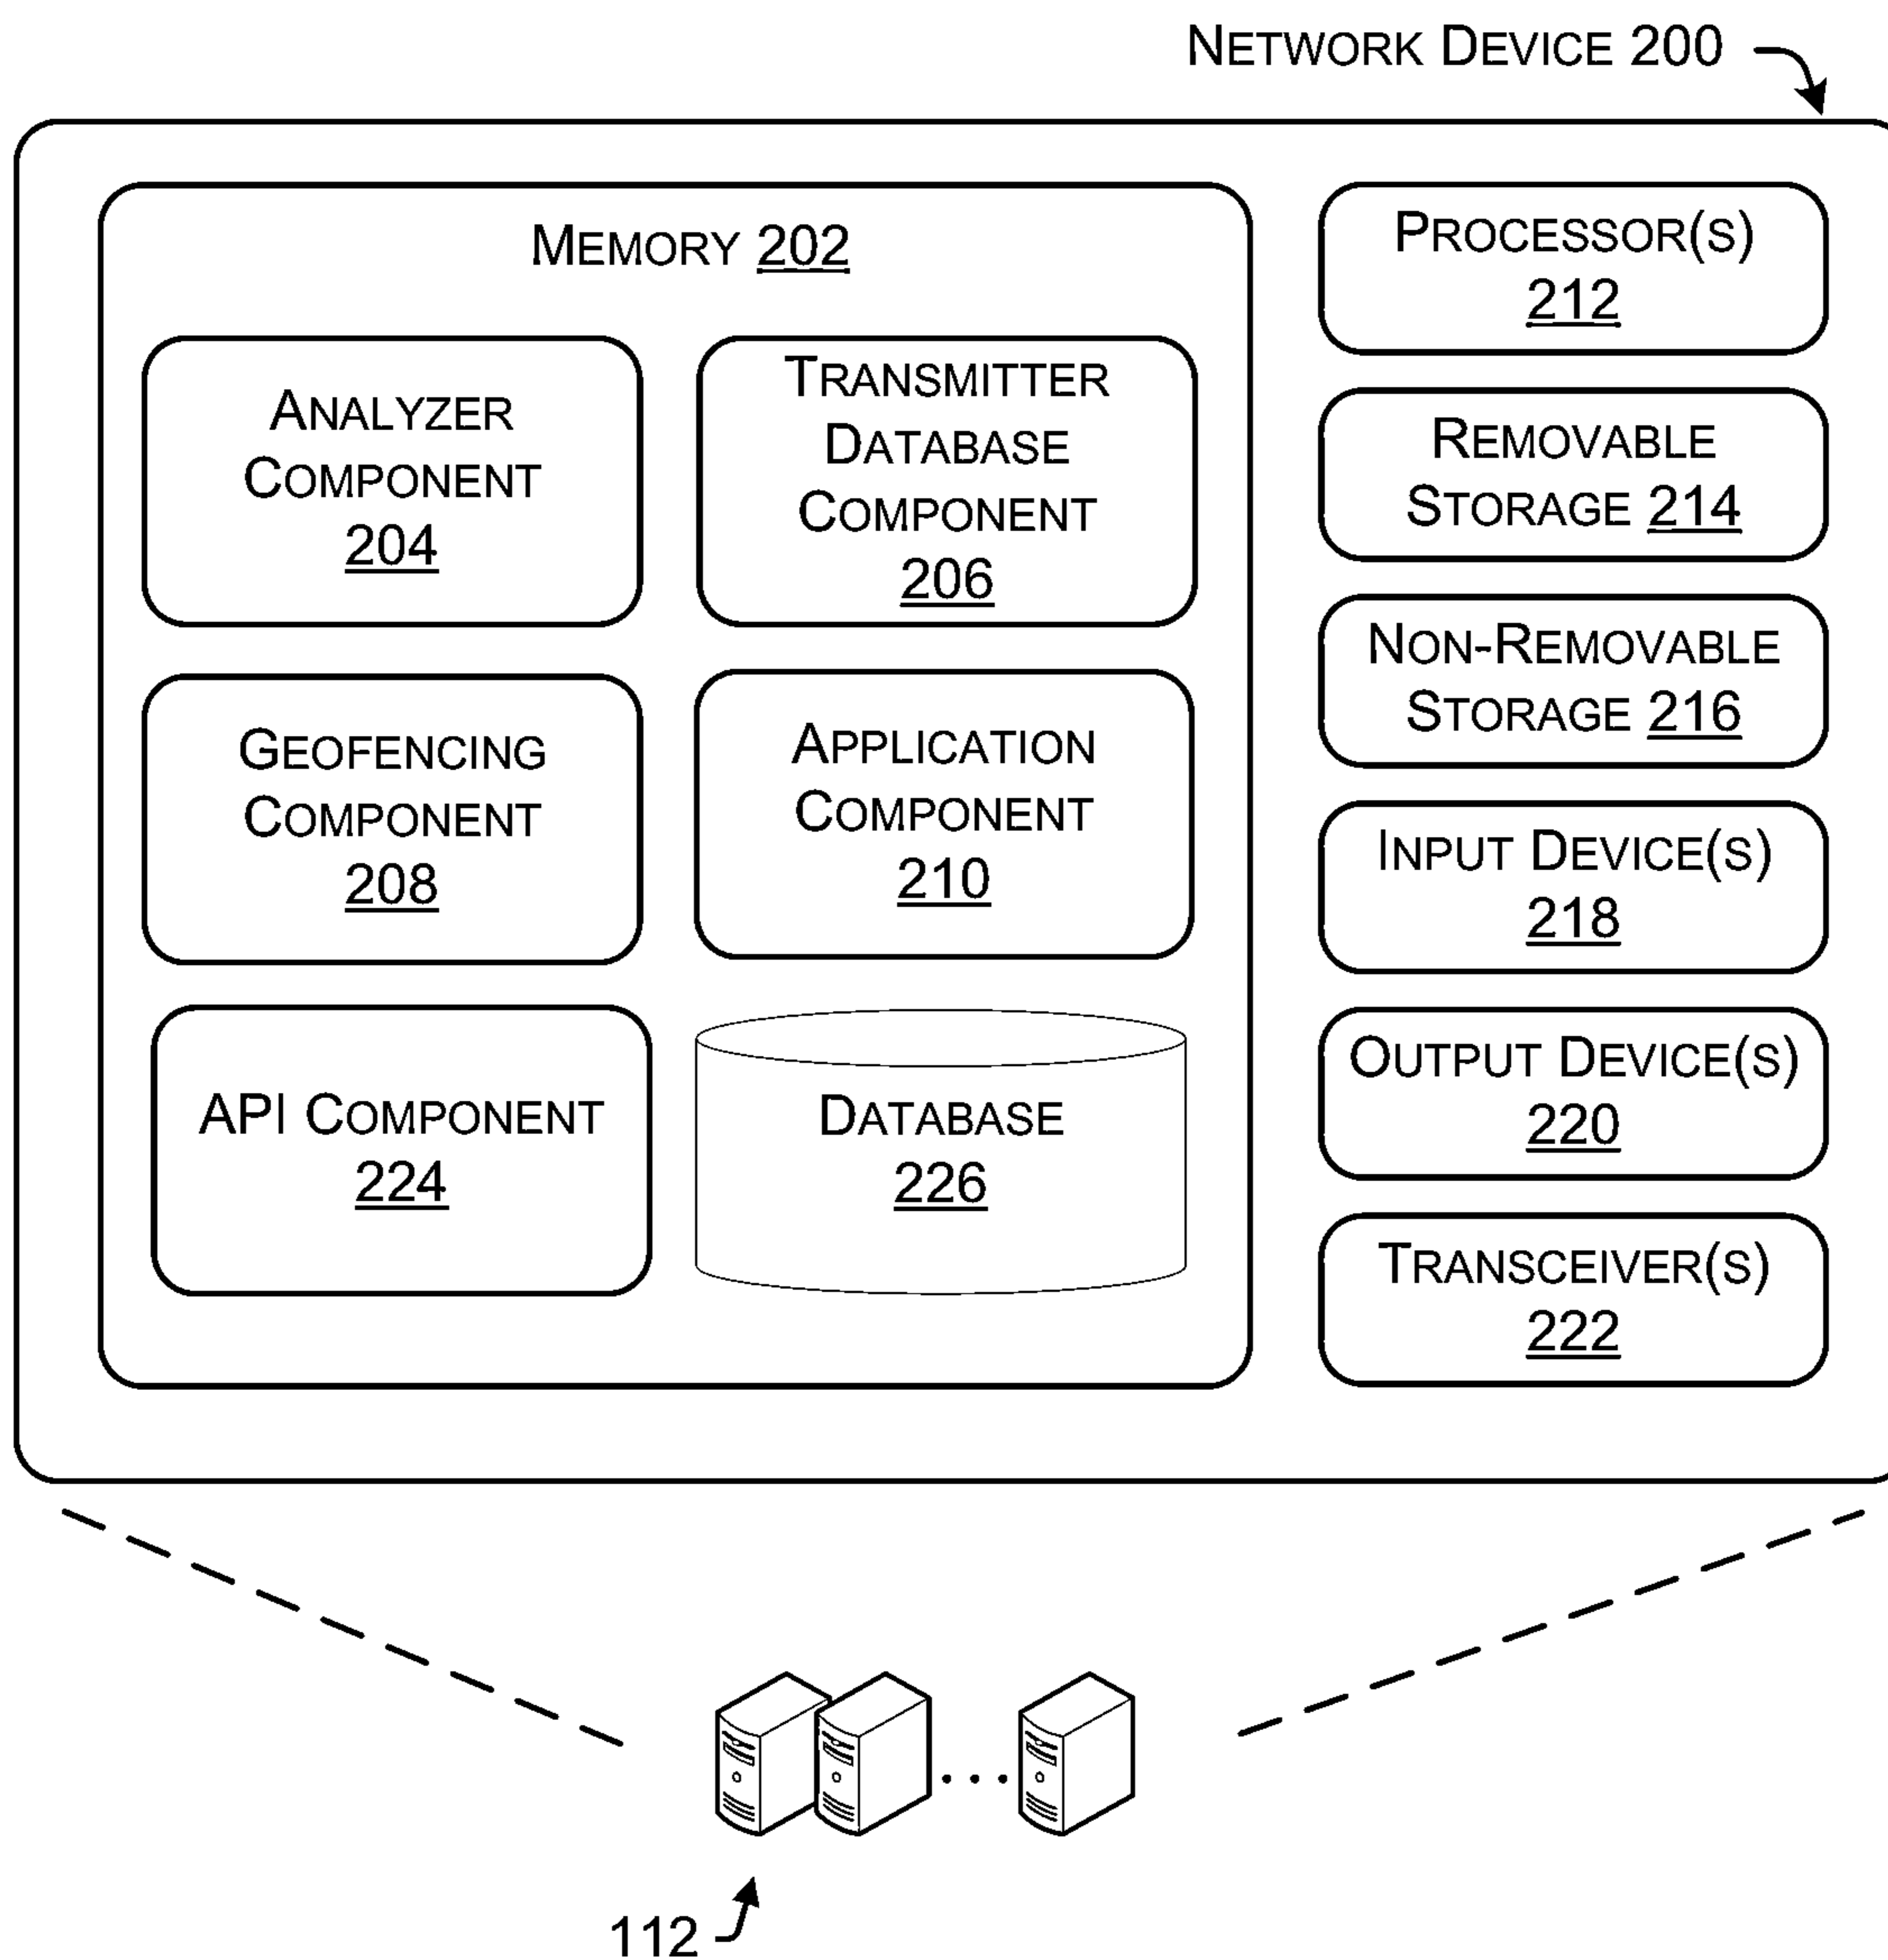 NETWORK DEVICE 200
MEMORY 202
ANALYZER
COMPONENT
204
TRANSMITTER
DATABASE
COMPONENT
206
GEOFENCING
COMPONENT
208
APPLICATION
COMPONENT
210
API COMPONENT
224
DATABASE
226
PROCESSOR(S)
212
REMOVABLE
STORAGE 214
NON-REMOVABLE
STORAGE 216
INPUT DEVICE(S)
218
OUTPUT DEVICE(S)
220
TRANSCEIVER(S)
222
112